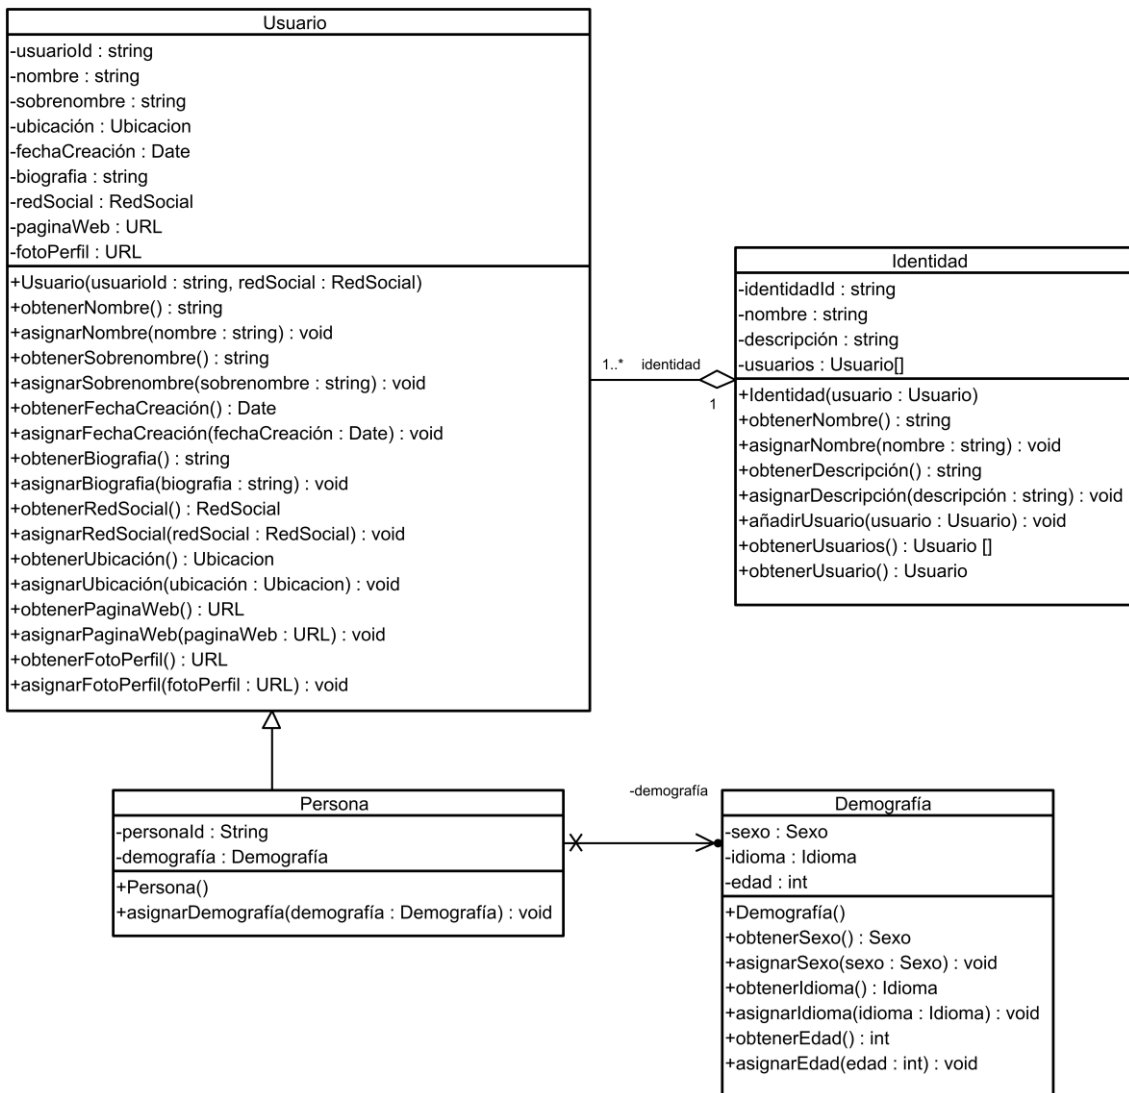 Usuario
-usuarioId : string
-nombre : string
-sobrenombre : string
-ubicación : Ubicacion
-fechaCreación : Date
-biografia : string
-redSocial : RedSocial
-paginaWeb : URL
-fotoPerfil : URL
+Usuario(usuarioId : string, redSocial : RedSocial)
+obtenerNombre() : string
+asignarNombre(nombre : string) : void
+obtenerSobrenombre() : string
+asignarSobrenombre(sobrenombre : string) : void
+obtenerFechaCreación() : Date
+asignarFechaCreación(fechaCreación : Date) : void
+obtenerBiografia() : string
+asignarBiografia(biografia : string) : void
+obtenerRedSocial() : RedSocial
+asignarRedSocial(redSocial : RedSocial) : void
+obtenerUbicación() : Ubicacion
+asignarUbicación(ubicación : Ubicacion) : void
+obtenerPaginaWeb() : URL
+asignarPaginaWeb(paginaWeb : URL) : void
+obtenerFotoPerfil() : URL
+asignarFotoPerfil(fotoPerfil : URL) : void
1..* identidad
1
Identidad
-identidadId : string
-nombre : string
-descripción : string
-usuarios : Usuario[]
+Identidad(usuario : Usuario)
+obtenerNombre() : string
+asignarNombre(nombre : string) : void
+obtenerDescripción() : string
+asignarDescripción(descripción : string) : void
+añadirUsuario(usuario : Usuario) : void
+obtenerUsuarios() : Usuario []
+obtenerUsuario() : Usuario
Persona
-personaId : String
-demografía : Demografía
+Persona()
+asignarDemografía(demografía : Demografía) : void
-demografía
Demografía
-sexo : Sexo
-idioma : Idioma
-edad : int
+Demografía()
+obtenerSexo() : Sexo
+asignarSexo(sexo : Sexo) : void
+obtenerIdioma() : Idioma
+asignarIdioma(idioma : Idioma) : void
+obtenerEdad() : int
+asignarEdad(edad : int) : void